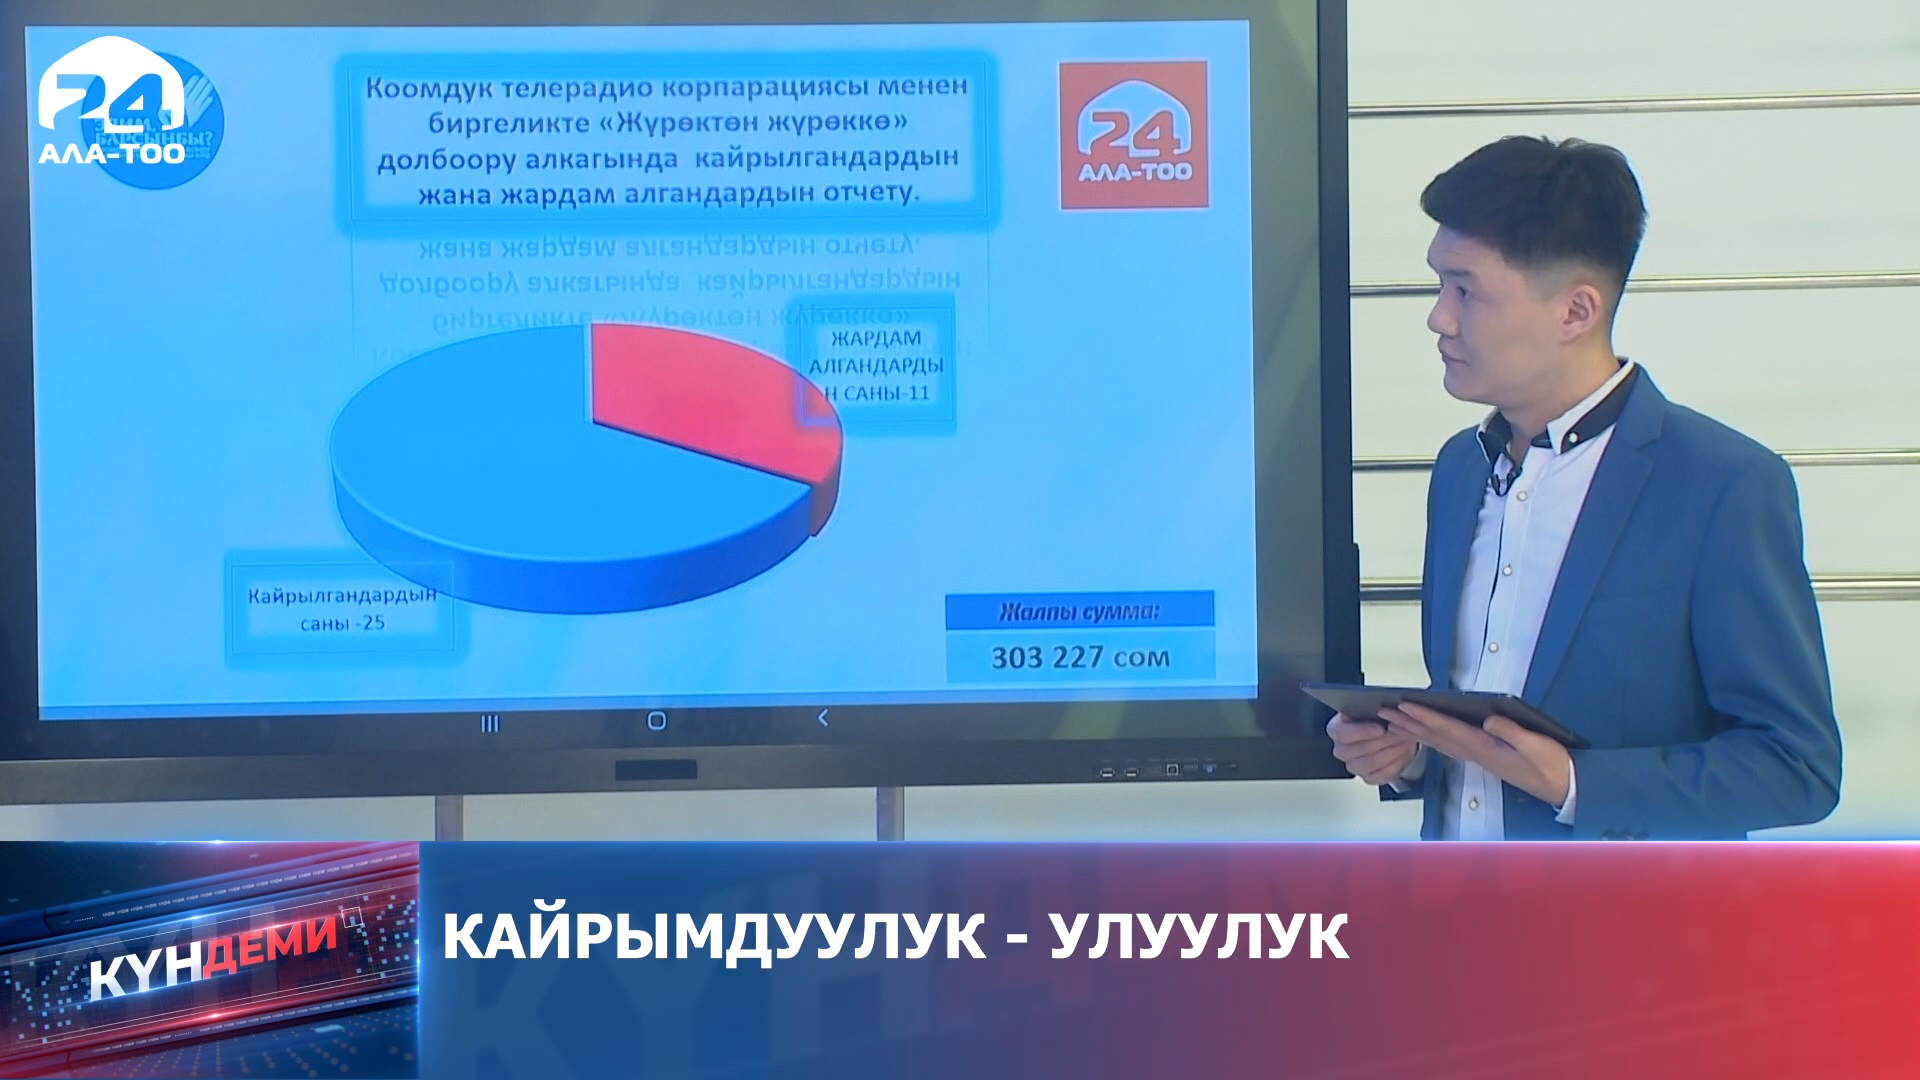 24
АЛА-ТОО
Коомдук телерадио корпарациясы менен
биргеликте «Жүрөктөн жүрөккө»
долбоору алкагында кайрылгандардын
жана жардам алгандардын отчету.
24
АЛА-ТОО
ЖАРДАМ
АЛГАНДАРДЫ
Н САНЫ-11
Кайрылгандардын
саны -25
Жалпы сумма:
303 227 сом
КҮНДЕМИ
КАЙРЫМДУУЛУК - УЛУУЛУК